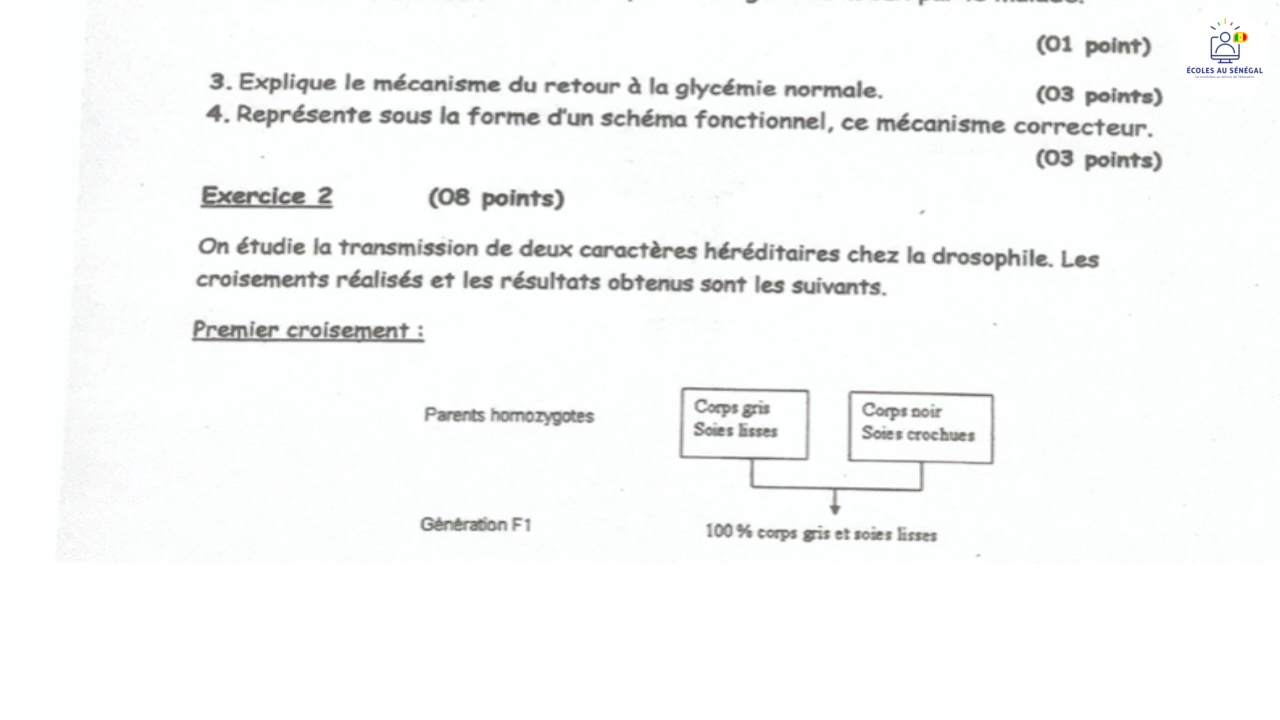 (01 point)
3. Explique le mécanisme du retour à la glycémie normale. (03 points)
4. Représente sous la forme d'un schéma fonctionnel, ce mécanisme correcteur.
(03 points)
Exercice 2 (08 points)
On étudie la transmission de deux caractères héréditaires chez la drosophile. Les
croisements réalisés et les résultats obtenus sont les suivants.
Premier croisement :
Parents homozygotes
Corps gris
Soies lisses
Corps noir
Soies crochues
Génération F1
100 % corps gris et soies lisses
ÉCOLES AU SÉNÉGAL